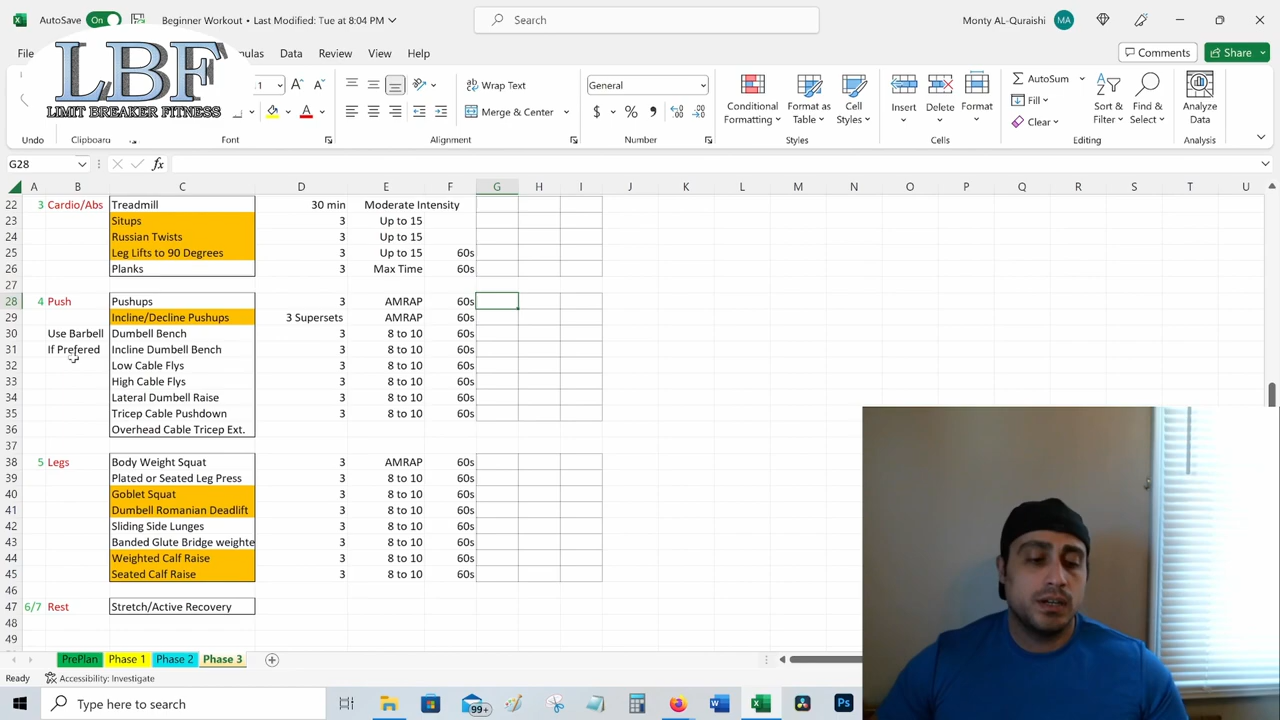 AutoSave On Beginner Workout • Last Modified: Tue at 8:04 PM Search Monty AL-Quraishi MA
File Data Review View Help Comments Share
LBF
LIMIT BREAKER FITNESS
Wrap Text General AutoSum
Merge & Center $ % Conditional Formatting Format as Table Cell Styles Insert Delete Format Fill Clear Sort & Filter Find & Select Analyze Data
Undo Clipboard Font Alignment Number Styles Cells Editing Analysis
G28 fx
A B C D E F G H I J K L M N O P Q R S T U
22 3 Cardio/Abs Treadmill 30 min Moderate Intensity
23 Situps 3 Up to 15
24 Russian Twists 3 Up to 15
25 Leg Lifts to 90 Degrees 3 Up to 15 60s
26 Planks 3 Max Time 60s
27
28 4 Push Pushups 3 AMRAP 60s
29 Incline/Decline Pushups 3 Supersets AMRAP 60s
30 Use Barbell Dumbell Bench 3 8 to 10 60s
31 If Prefered Incline Dumbell Bench 3 8 to 10 60s
32 Low Cable Flys 3 8 to 10 60s
33 High Cable Flys 3 8 to 10 60s
34 Lateral Dumbell Raise 3 8 to 10 60s
35 Tricep Cable Pushdown 3 8 to 10 60s
36 Overhead Cable Tricep Ext.
37
38 5 Legs Body Weight Squat 3 AMRAP 60s
39 Plated or Seated Leg Press 3 8 to 10 60s
40 Goblet Squat 3 8 to 10 60s
41 Dumbell Romanian Deadlift 3 8 to 10 60s
42 Sliding Side Lunges 3 8 to 10 60s
43 Banded Glute Bridge weighte 3 8 to 10 60s
44 Weighted Calf Raise 3 8 to 10 60s
45 Seated Calf Raise 3 8 to 10 60s
46
47 6/7 Rest Stretch/Active Recovery
48
49
PrePlan Phase 1 Phase 2 Phase 3
Ready Accessibility: Investigate
Type here to search 99+ Ps